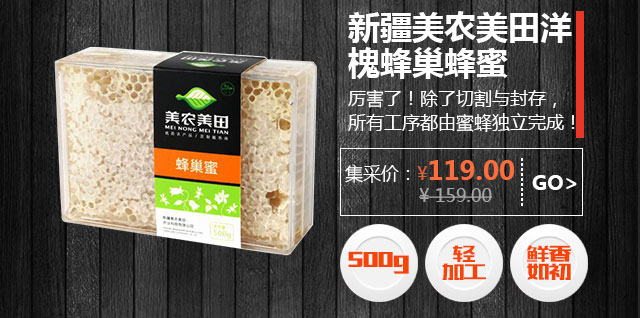 新疆美农美田洋
槐蜂巢蜂蜜
厉害了！除了切割与封存，
所有工序都由蜜蜂独立完成！
集采价：¥119.00
¥ 159.00
GO>
500g
轻
加工
鲜香
如初
美农美田
MEI NONG MEI TIAN
蜂巢蜜
500g